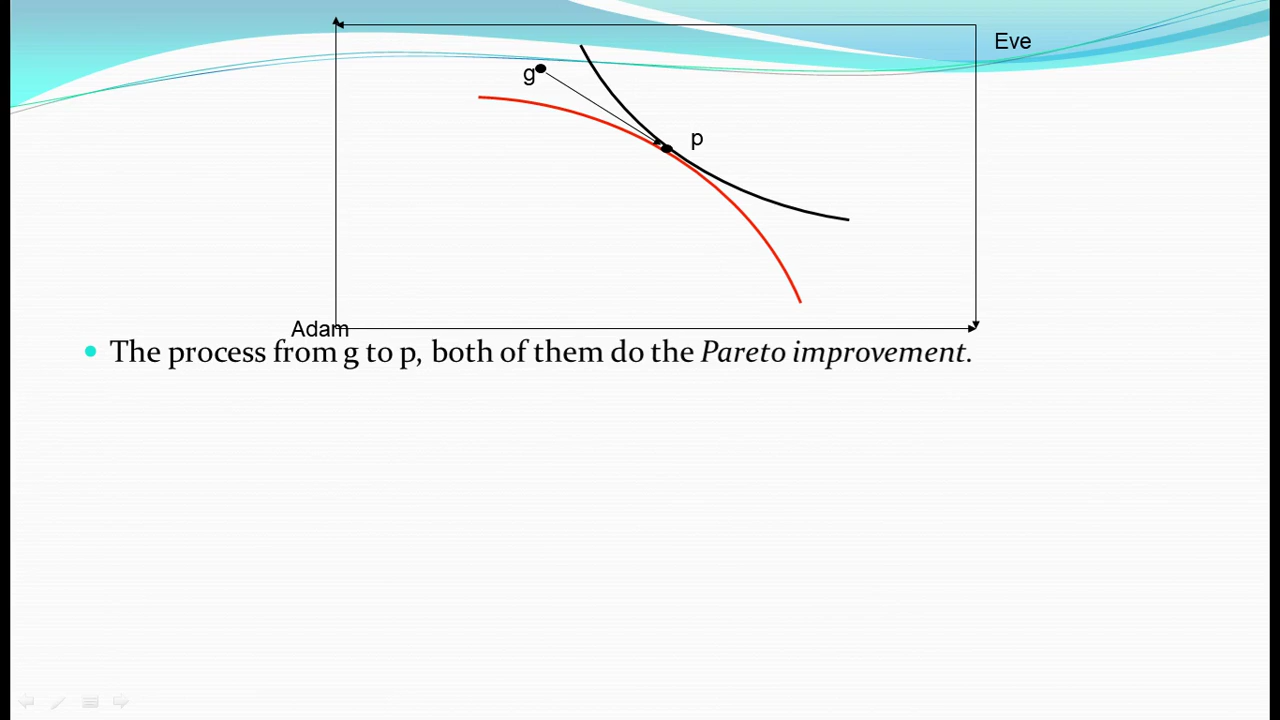 Eve
g
p
Adam
The process from g to p, both of them do the Pareto improvement.